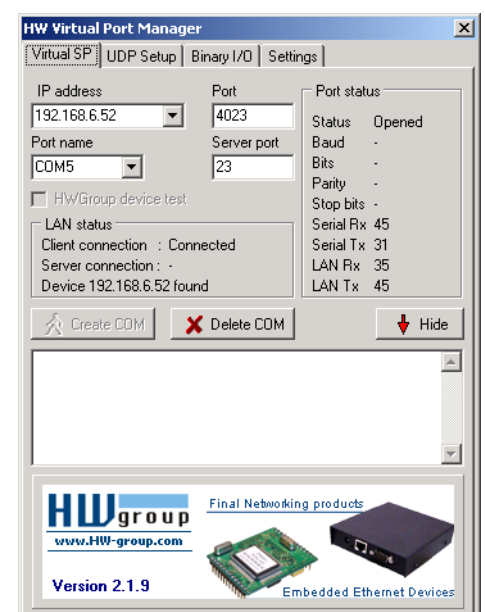 HW Virtual Port Manager
Virtual SP UDP Setup Binary I/O Settings
IP address Port
192.168.6.52 4023
Port name Server port
COM5 23
HWGroup device test
LAN status
Client connection : Connected
Server connection : -
Device 192.168.6.52 found
Port status
Status Opened
Baud -
Bits -
Parity -
Stop bits -
Serial Rx 45
Serial Tx 31
LAN Rx 35
LAN Tx 45
Create COM Delete COM Hide
HWgroup
www.HW-group.com
Version 2.1.9
Final Networking products
Embedded Ethernet Devices